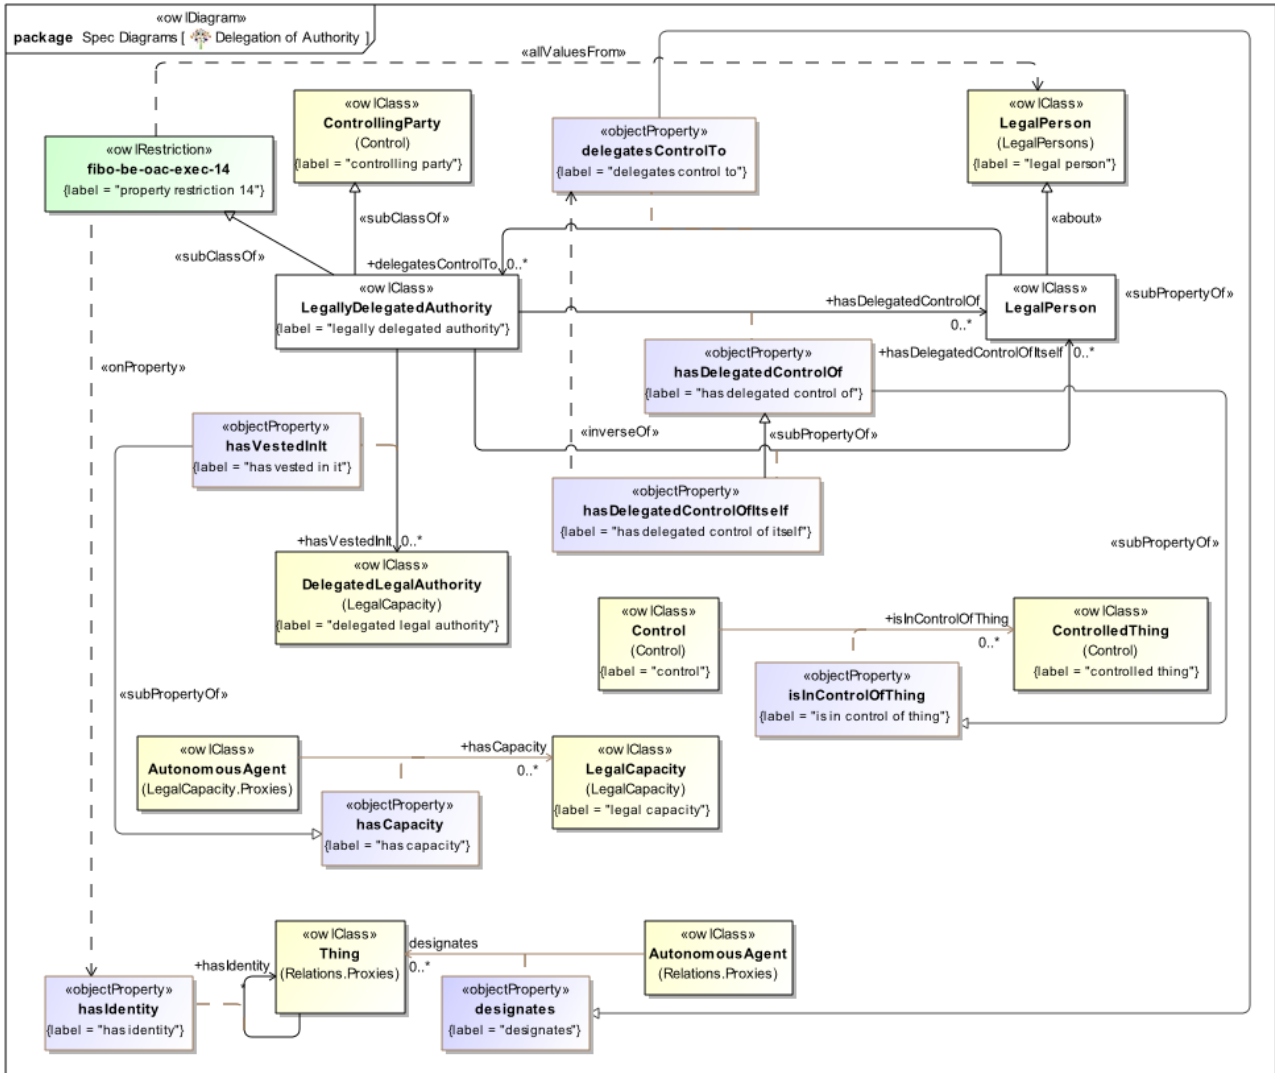 «owlDiagram»
package Spec Diagrams [ Delegation of Authority ]
«allValuesFrom»
«owlClass»
ControllingParty
(Control)
{label = "controlling party"}
«objectProperty»
delegatesControlTo
{label = "delegates control to"}
«owlClass»
LegalPerson
(LegalPersons)
{label = "legal person"}
«owlRestriction»
fibo-be-oac-exec-14
{label = "property restriction 14"}
«subClassOf»
«subClassOf»
«about»
+delegatesControlTo 0..*
«owlClass»
LegallyDelegatedAuthority
{label = "legally delegated authority"}
+hasDelegatedControlOf
0..*
«owlClass»
LegalPerson
«subPropertyOf»
«onProperty»
«objectProperty»
hasDelegatedControlOf
{label = "has delegated control of"}
+hasDelegatedControlOfItself 0..*
«objectProperty»
hasVestedInIt
{label = "has vested in it"}
«inverseOf»
«subPropertyOf»
«objectProperty»
hasDelegatedControlOfItself
{label = "has delegated control of itself"}
+hasVestedInIt 0..*
«subPropertyOf»
«owlClass»
DelegatedLegalAuthority
(LegalCapacity)
{label = "delegated legal authority"}
«owlClass»
Control
(Control)
{label = "control"}
+isInControlOfThing
0..*
«owlClass»
ControlledThing
(Control)
{label = "controlled thing"}
«objectProperty»
isInControlOfThing
{label = "is in control of thing"}
«subPropertyOf»
«owlClass»
AutonomousAgent
(LegalCapacity.Proxies)
+hasCapacity
0..*
«owlClass»
LegalCapacity
(LegalCapacity)
{label = "legal capacity"}
«objectProperty»
hasCapacity
{label = "has capacity"}
«owlClass»
Thing
(Relations.Proxies)
+hasIdentity
*
designates
0..*
«owlClass»
AutonomousAgent
(Relations.Proxies)
«objectProperty»
hasIdentity
{label = "has identity"}
«objectProperty»
designates
{label = "designates"}